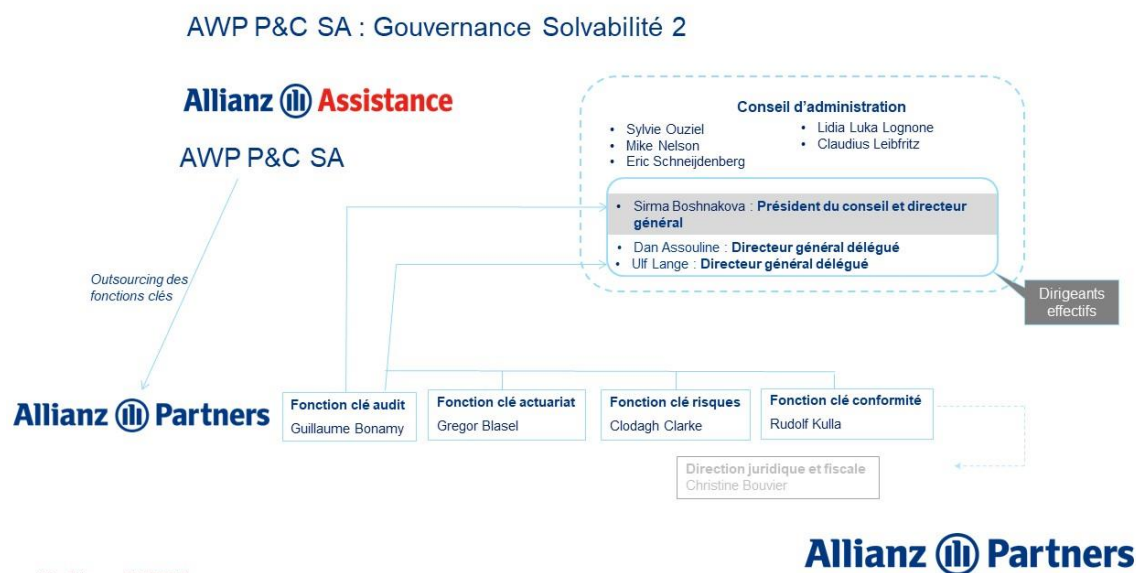 AWP P&C SA : Gouvernance Solvabilité 2
Allianz Assistance
AWP P&C SA
Conseil d'administration
• Sylvie Ouziel
• Mike Nelson
• Eric Schneijdenberg
• Lidia Luka Lognone
• Claudius Leibfritz
• Sirma Boshnakova : Président du conseil et directeur
général
• Dan Assouline : Directeur général délégué
• Ulf Lange : Directeur général délégué
Dirigeants
effectifs
Outsourcing des
fonctions clés
Allianz Partners
Fonction clé audit
Guillaume Bonamy
Fonction clé actuariat
Gregor Blasel
Fonction clé risques
Clodagh Clarke
Fonction clé conformité
Rudolf Kulla
Direction juridique et fiscale
Christine Bouvier
Allianz Partners